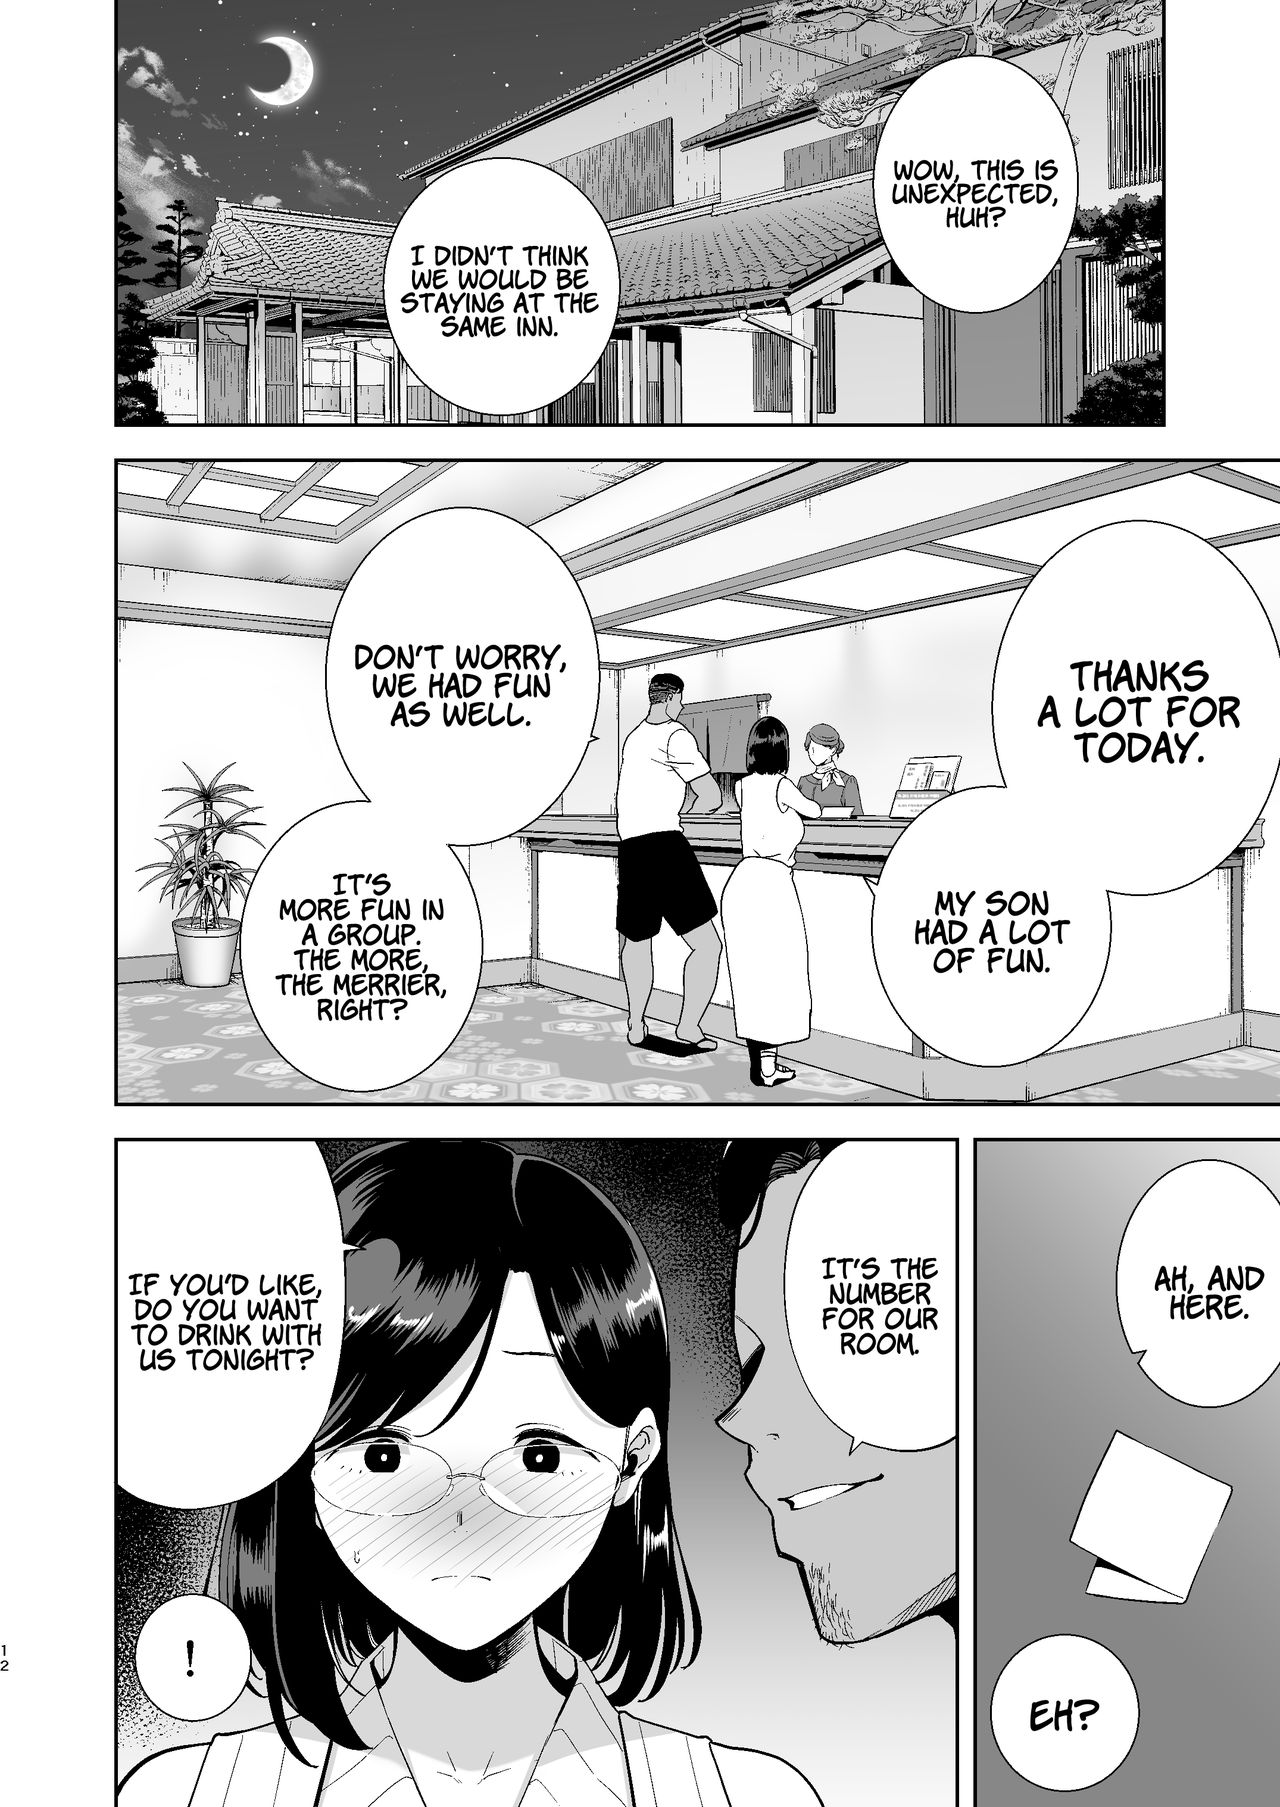 WOW, THIS IS
UNEXPECTED,
HUH?
I DIDN'T THINK
WE WOULD BE
STAYING AT THE
SAME INN.
THANKS
A LOT FOR
TODAY.
MY SON
HAD A LOT
OF FUN.
DON'T WORRY,
WE HAD FUN
AS WELL.
IT'S
MORE FUN IN
A GROUP.
THE MORE,
THE MERRIER,
RIGHT?
AH, AND
HERE.
EH?
IT'S THE
NUMBER
FOR OUR
ROOM.
IF YOU'D LIKE,
DO YOU WANT
TO DRINK WITH
US TONIGHT?
!
12